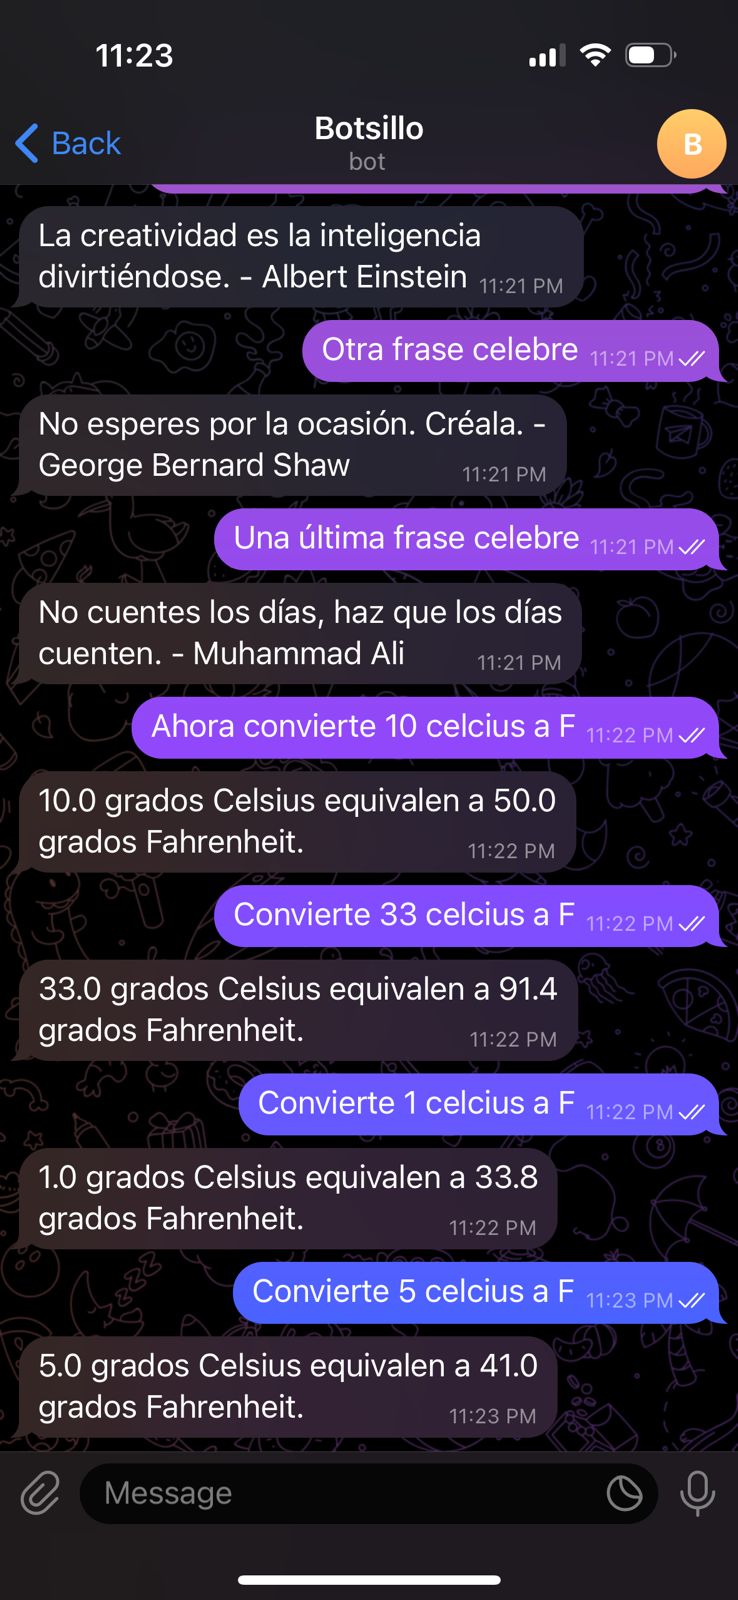 11:23
Back
Botsillo
bot
B
La creatividad es la inteligencia
divirtiéndose. - Albert Einstein 11:21 PM
Otra frase celebre 11:21 PM
No esperes por la ocasión. Créala. -
George Bernard Shaw 11:21 PM
Una última frase celebre 11:21 PM
No cuentes los días, haz que los días
cuenten. - Muhammad Ali 11:21 PM
Ahora convierte 10 celcius a F 11:22 PM
10.0 grados Celsius equivalen a 50.0
grados Fahrenheit. 11:22 PM
Convierte 33 celcius a F 11:22 PM
33.0 grados Celsius equivalen a 91.4
grados Fahrenheit. 11:22 PM
Convierte 1 celcius a F 11:22 PM
1.0 grados Celsius equivalen a 33.8
grados Fahrenheit. 11:22 PM
Convierte 5 celcius a F 11:23 PM
5.0 grados Celsius equivalen a 41.0
grados Fahrenheit. 11:23 PM
Message